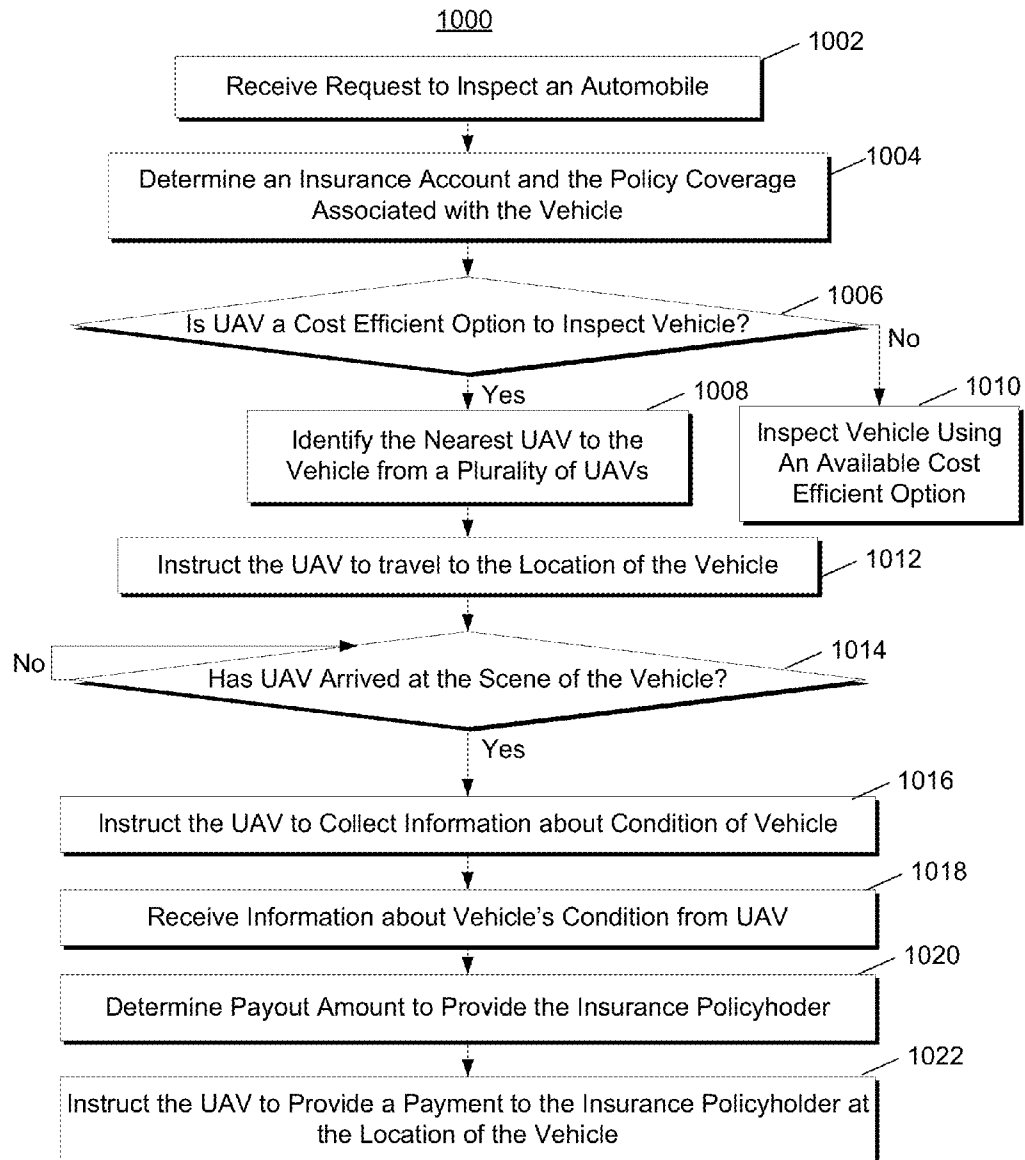 1000
1002
Receive Request to Inspect an Automobile
1004
Determine an Insurance Account and the Policy Coverage
Associated with the Vehicle
1006
Is UAV a Cost Efficient Option to Inspect Vehicle?
No
Yes
1008
1010
Identify the Nearest UAV to the
Vehicle from a Plurality of UAVs
Inspect Vehicle Using
An Available Cost
Efficient Option
1012
Instruct the UAV to travel to the Location of the Vehicle
1014
No
Has UAV Arrived at the Scene of the Vehicle?
Yes
1016
Instruct the UAV to Collect Information about Condition of Vehicle
1018
Receive Information about Vehicle's Condition from UAV
1020
Determine Payout Amount to Provide the Insurance Policyhoder
1022
Instruct the UAV to Provide a Payment to the Insurance Policyholder at
the Location of the Vehicle